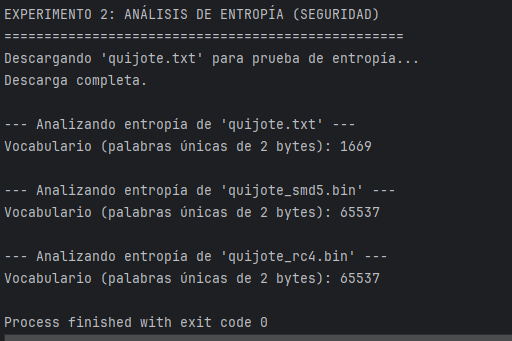 EXPERIMENTO 2: ANÁLISIS DE ENTROPÍA (SEGURIDAD)
==================================================
Descargando 'quijote.txt' para prueba de entropía...
Descarga completa.
--- Analizando entropía de 'quijote.txt' ---
Vocabulario (palabras únicas de 2 bytes): 1669
--- Analizando entropía de 'quijote_smd5.bin' ---
Vocabulario (palabras únicas de 2 bytes): 65537
--- Analizando entropía de 'quijote_rc4.bin' ---
Vocabulario (palabras únicas de 2 bytes): 65537
Process finished with exit code 0